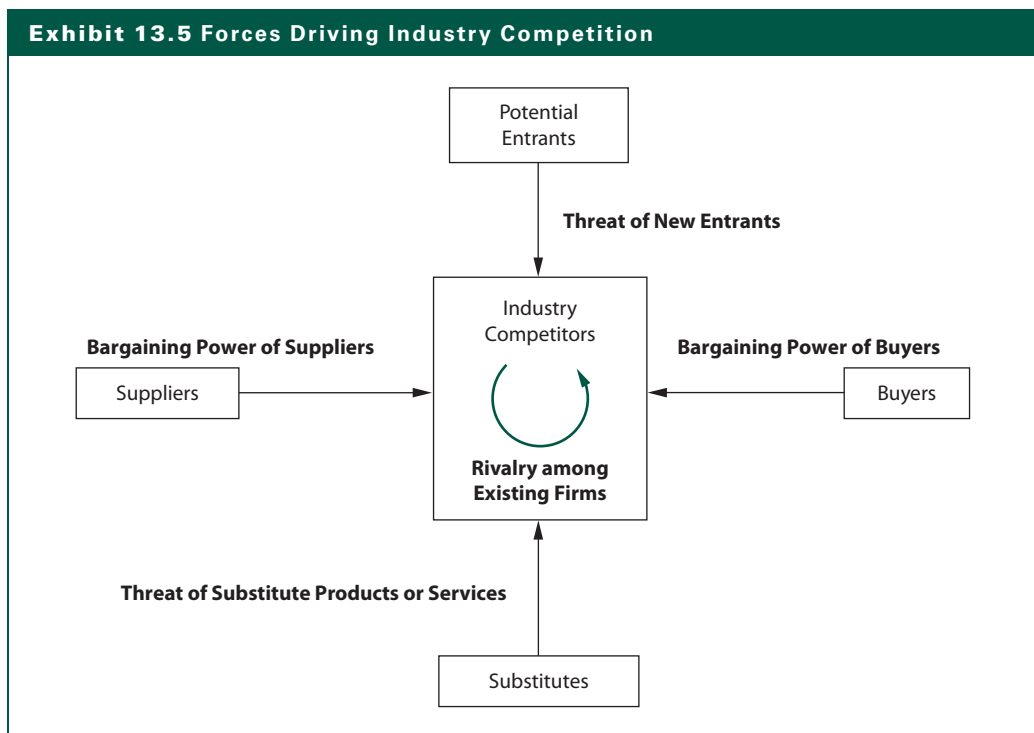 Exhibit 13.5 Forces Driving Industry Competition
Potential
Entrants
Threat of New Entrants
Industry
Competitors
Bargaining Power of Suppliers
Bargaining Power of Buyers
Suppliers
Buyers
Rivalry among
Existing Firms
Threat of Substitute Products or Services
Substitutes